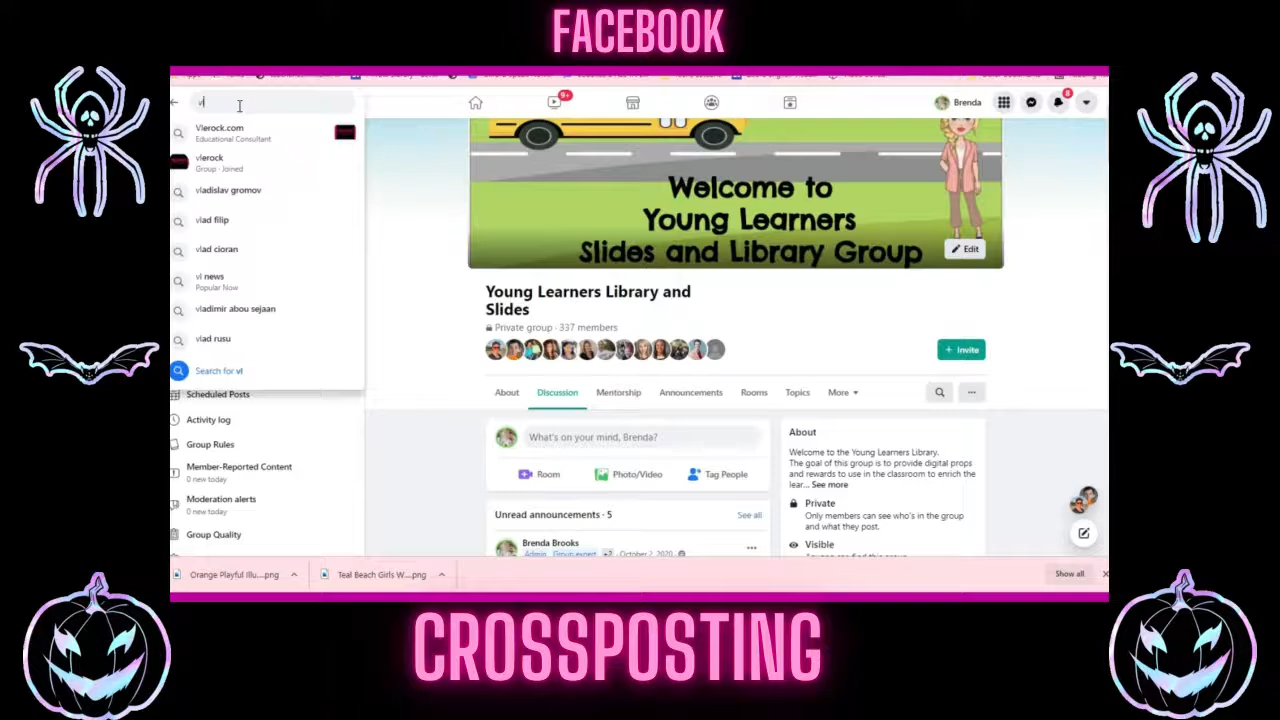 FACEBOOK
vl
9+
Brenda
8
Vlerock.com
Educational Consultant
vlerock
Group · Joined
vladislav gromov
vlad filip
vlad cioran
vl news
Popular Now
vladimir abou sejaan
vlad rusu
Search for vl
Scheduled Posts
Activity log
Group Rules
Member-Reported Content
0 new today
Moderation alerts
0 new today
Group Quality
Welcome to
Young Learners
Slides and Library Group
Edit
Young Learners Library and
Slides
Private group · 337 members
+ Invite
About Discussion Mentorship Announcements Rooms Topics More
What's on your mind, Brenda?
Room Photo/Video Tag People
Unread announcements · 5 See all
Brenda Brooks
Admin Group expert +2 · October 2, 2020
About
Welcome to the Young Learners Library.
The goal of this group is to provide digital props
and rewards to use in the classroom to enrich the
lear... See more
Private
Only members can see who's in the group
and what they post.
Visible
Orange Playful Illu....png Teal Beach Girls W....png Show all
CROSSPOSTING